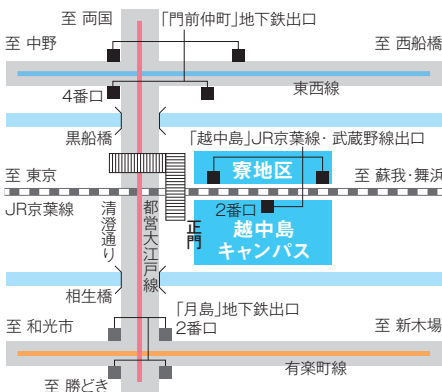 至 両国
「門前仲町」地下鉄出口
至 中野
至 西船橋
4番口
東西線
黒船橋
「越中島」JR京葉線・武蔵野線出口
至 東京
寮地区
至 蘇我・舞浜
JR京葉線
清澄通り
都営大江戸線
正門
2番口
越中島
キャンパス
相生橋
「月島」地下鉄出口
至 和光市
2番口
至 新木場
有楽町線
至 勝どき